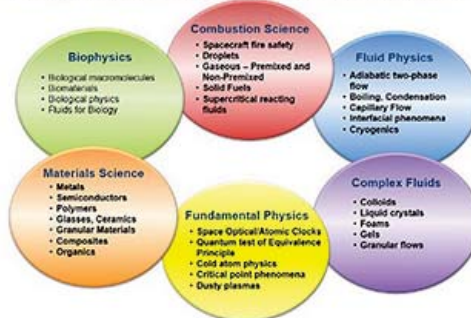 Combustion Science
• Spacecraft fire safety
• Droplets
• Gaseous – Premixed and
Non-Premixed
• Solid Fuels
• Supercritical reacting
fluids
Biophysics
• Biological macromolecules
• Biomaterials
• Biological physics
• Fluids for Biology
Fluid Physics
• Adiabatic two-phase
flow
• Boiling, Condensation
• Capillary Flow
• Interfacial phenomena
• Cryogenics
Materials Science
• Metals
• Semiconductors
• Polymers
• Glasses, Ceramics
• Granular Materials
• Composites
• Organics
Fundamental Physics
• Space Optical/Atomic Clocks
• Quantum test of Equivalence
Principle
• Cold atom physics
• Critical point phenomena
• Dusty plasmas
Complex Fluids
• Colloids
• Liquid crystals
• Foams
• Gels
• Granular flows